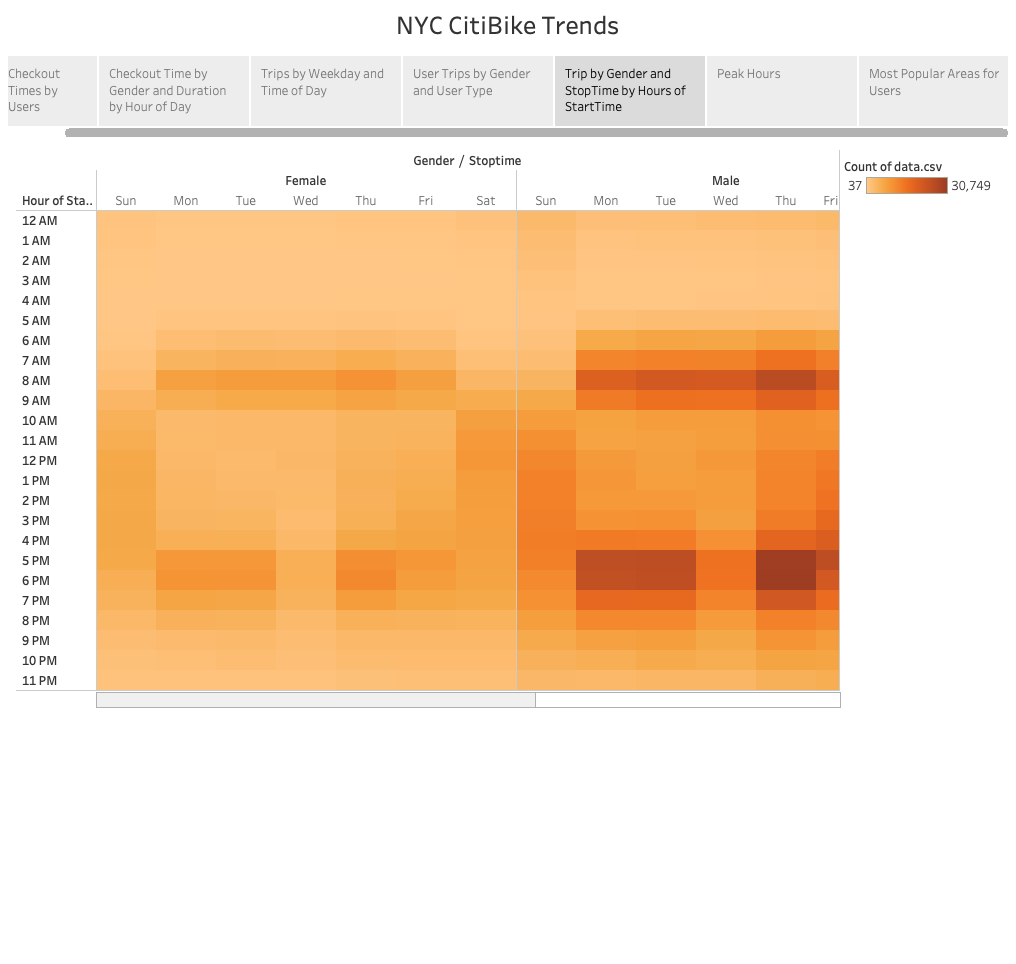 NYC CitiBike Trends
Checkout
Times by
Users
Checkout Time by
Gender and Duration
by Hour of Day
Trips by Weekday and
Time of Day
User Trips by Gender
and User Type
Trip by Gender and
StopTime by Hours of
StartTime
Peak Hours
Most Popular Areas for
Users
Gender / Stoptime
Female Male
Hour of Sta.. Sun Mon Tue Wed Thu Fri Sat Sun Mon Tue Wed Thu Fri
12 AM
1 AM
2 AM
3 AM
4 AM
5 AM
6 AM
7 AM
8 AM
9 AM
10 AM
11 AM
12 PM
1 PM
2 PM
3 PM
4 PM
5 PM
6 PM
7 PM
8 PM
9 PM
10 PM
11 PM
Count of data.csv
37 30,749